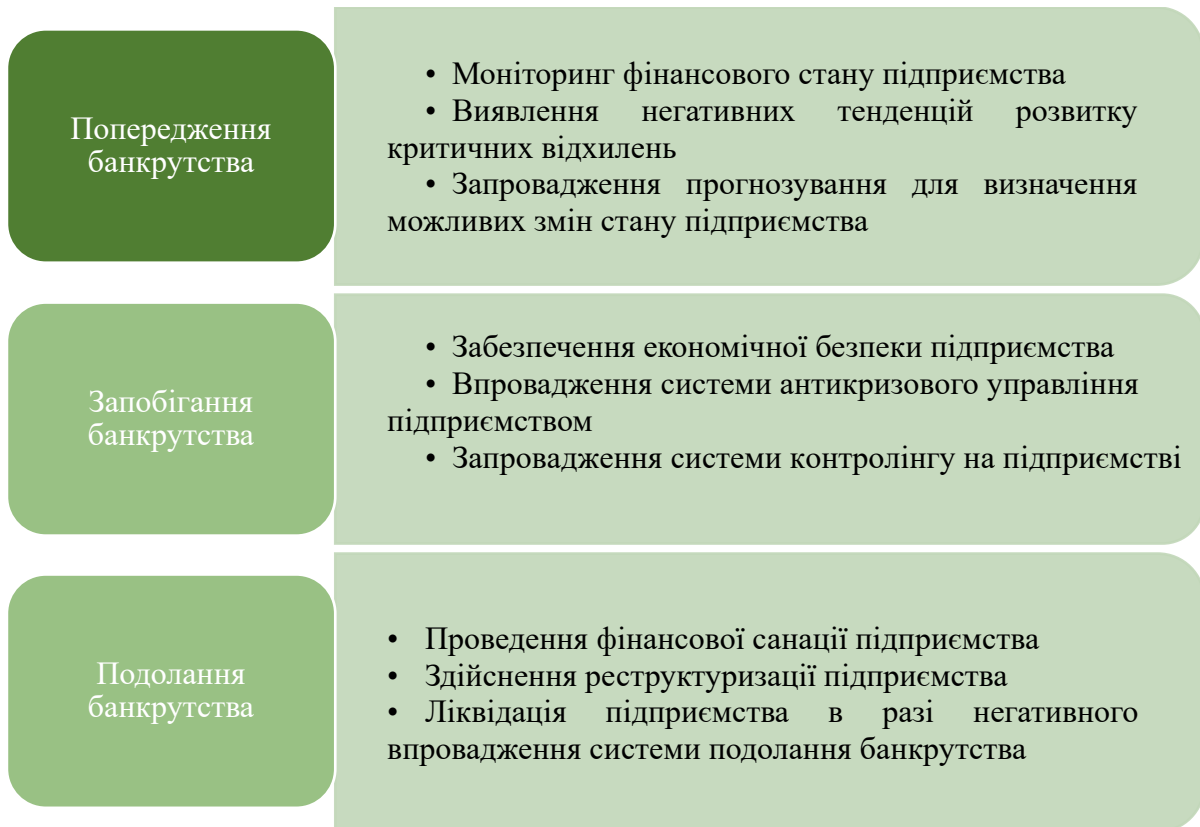 Попередження
банкрутства
• Моніторинг фінансового стану підприємства
• Виявлення негативних тенденцій розвитку
критичних відхилень
• Запровадження прогнозування для визначення
можливих змін стану підприємства
Запобігання
банкрутства
• Забезпечення економічної безпеки підприємства
• Впровадження системи антикризового управління
підприємством
• Запровадження системи контролінгу на підприємстві
Подолання
банкрутства
• Проведення фінансової санації підприємства
• Здійснення реструктуризації підприємства
• Ліквідація підприємства в разі негативного
впровадження системи подолання банкрутства